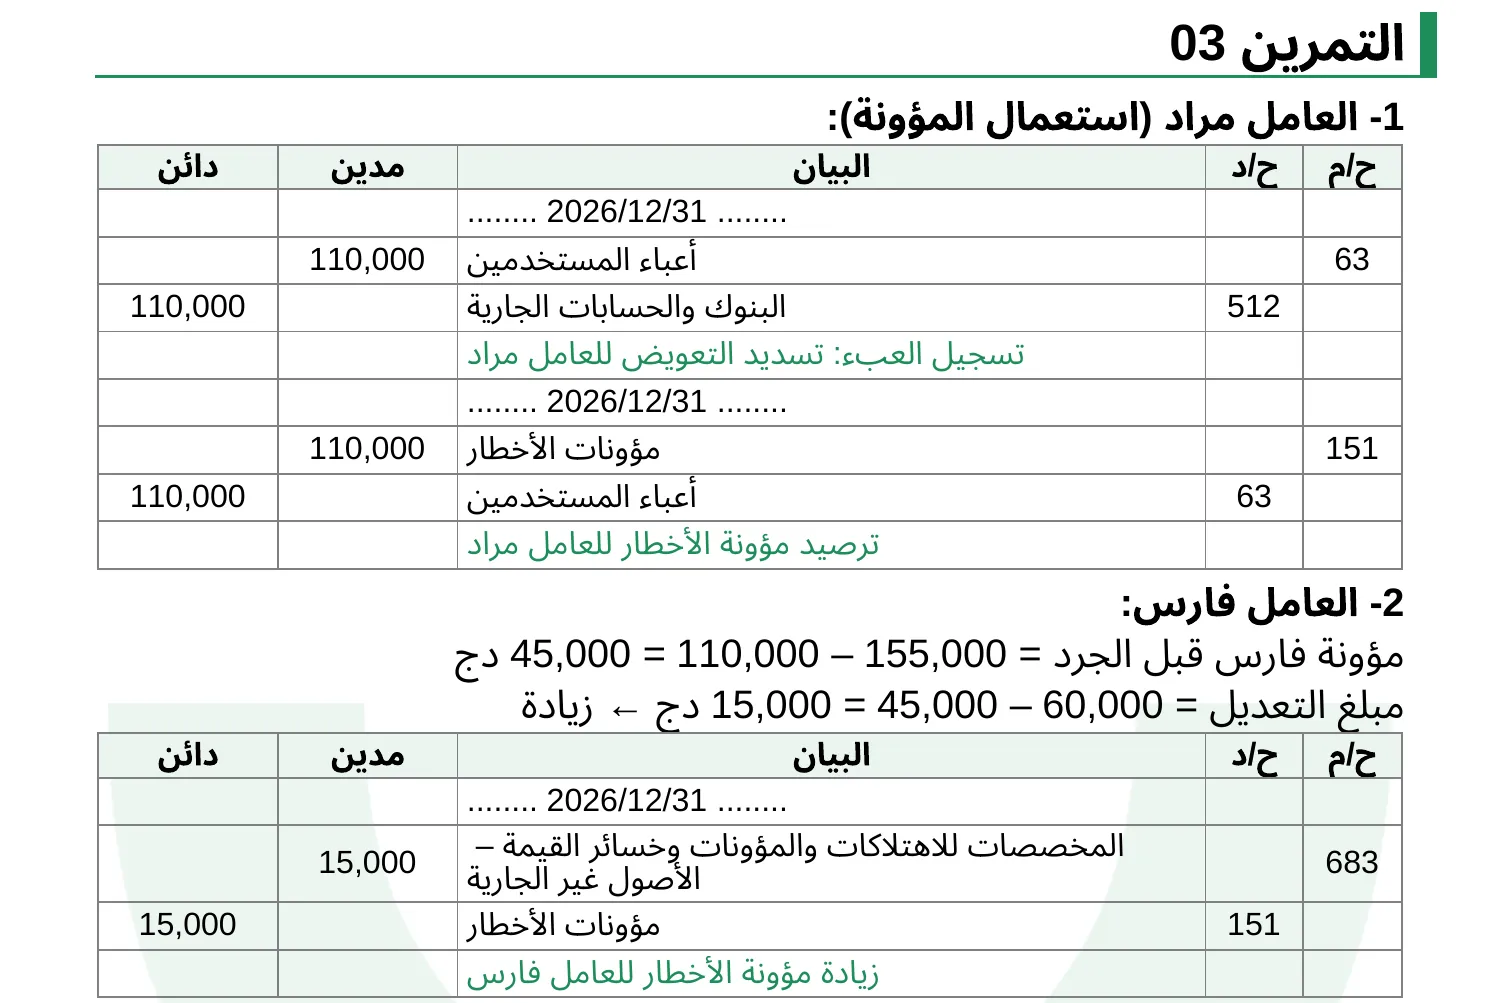 التمرين 03
1- العامل مراد (استعمال المؤونة):
ح/م ح/د البيان مدين دائن
........ 2026/12/31 ........
63 أعباء المستخدمين 110,000
512 البنوك والحسابات الجارية 110,000
تسجيل العبء: تسديد التعويض للعامل مراد
........ 2026/12/31 ........
151 مؤونات الأخطار 110,000
63 أعباء المستخدمين 110,000
ترصيد مؤونة الأخطار للعامل مراد
2- العامل فارس:
مؤونة فارس قبل الجرد = 155,000 – 110,000 = 45,000 دج
مبلغ التعديل = 60,000 – 45,000 = 15,000 دج ← زيادة
ح/م ح/د البيان مدين دائن
........ 2026/12/31 ........
683 المخصصات للاهتلاكات والمؤونات وخسائر القيمة – 15,000
الأصول غير الجارية
151 مؤونات الأخطار 15,000
زيادة مؤونة الأخطار للعامل فارس